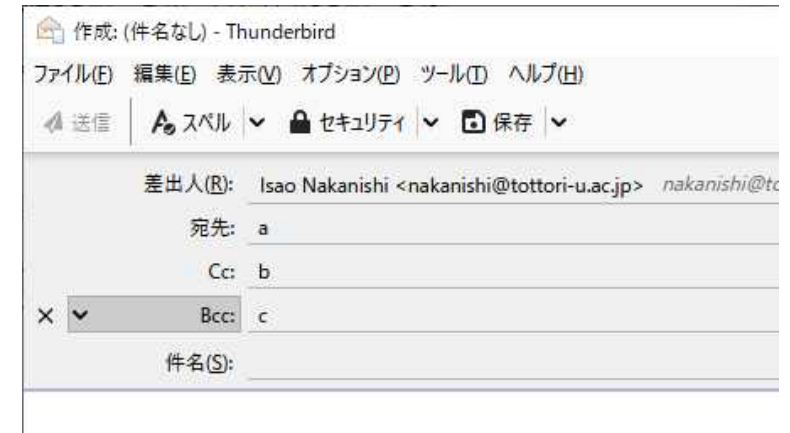 作成: (件名なし) - Thunderbird
ファイル(F) 編集(E) 表示(V) オプション(P) ツール(T) ヘルプ(H)
送信 スペル セキュリティ 保存
差出人(R): Isao Nakanishi <nakanishi@tottori-u.ac.jp> nakanishi@to
宛先: a
Cc: b
Bcc: c
件名(S):